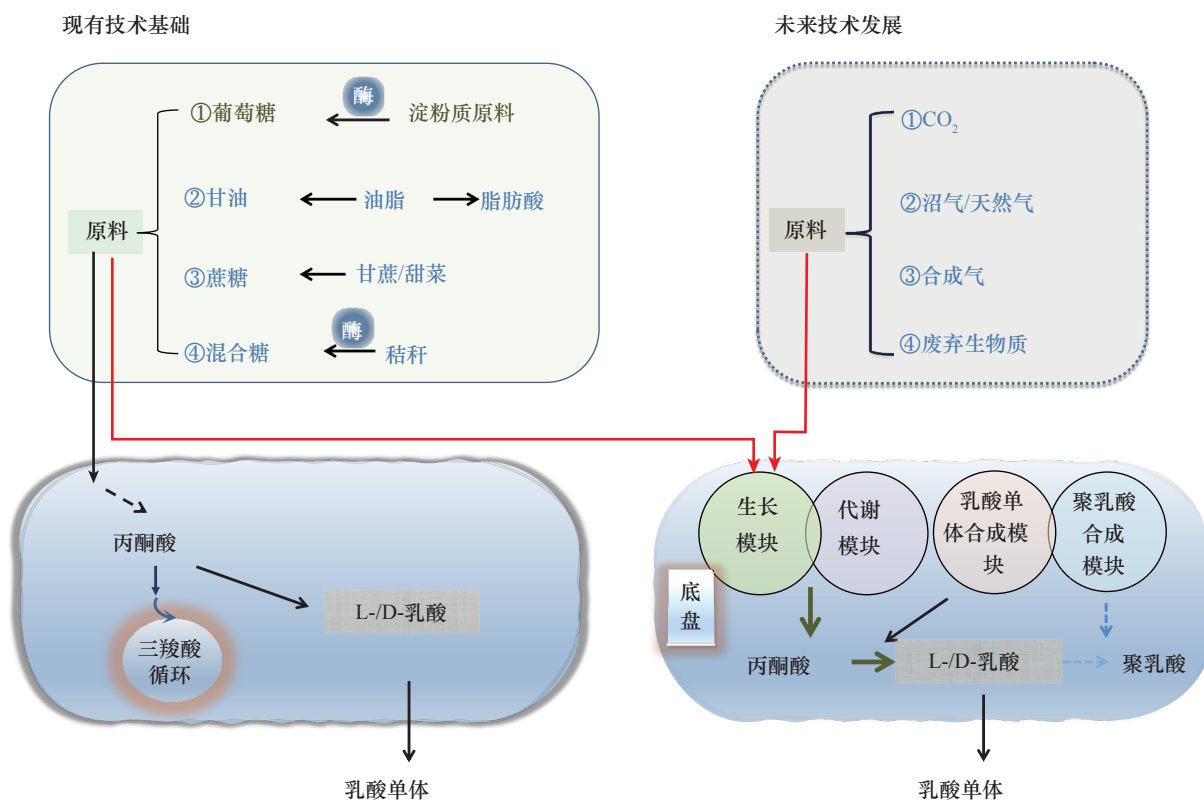 现有技术基础
未来技术发展
酶
①葡萄糖
淀粉质原料
②甘油
油脂
脂肪酸
原料
③蔗糖
甘蔗/甜菜
酶
④混合糖
秸秆
①CO₂
②沼气/天然气
原料
③合成气
④废弃生物质
丙酮酸
L-/D-乳酸
三羧酸
循环
乳酸单体
生长
模块
代谢
模块
乳酸单
体合成模
块
聚乳酸
合成
模块
底
盘
丙酮酸
L-/D-乳酸
聚乳酸
乳酸单体